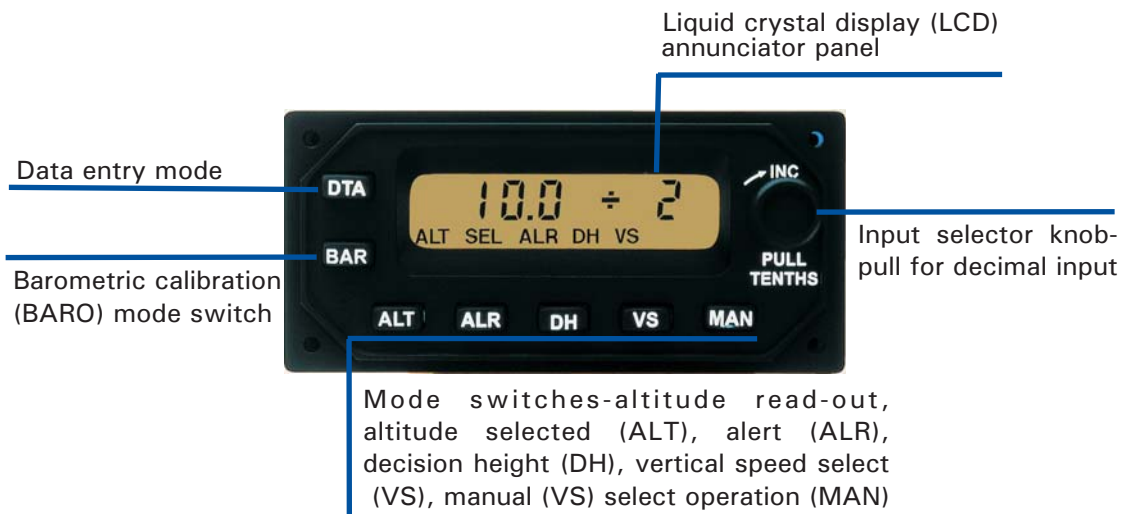 Liquid crystal display (LCD)
annunciator panel
Data entry mode
DTA
10.0 ÷ 2
ALT SEL ALR DH VS
INC
BAR
PULL
TENTHS
Input selector knob-
pull for decimal input
Barometric calibration
(BARO) mode switch
ALT ALR DH VS MAN
Mode switches-altitude read-out,
altitude selected (ALT), alert (ALR),
decision height (DH), vertical speed select
(VS), manual (VS) select operation (MAN)